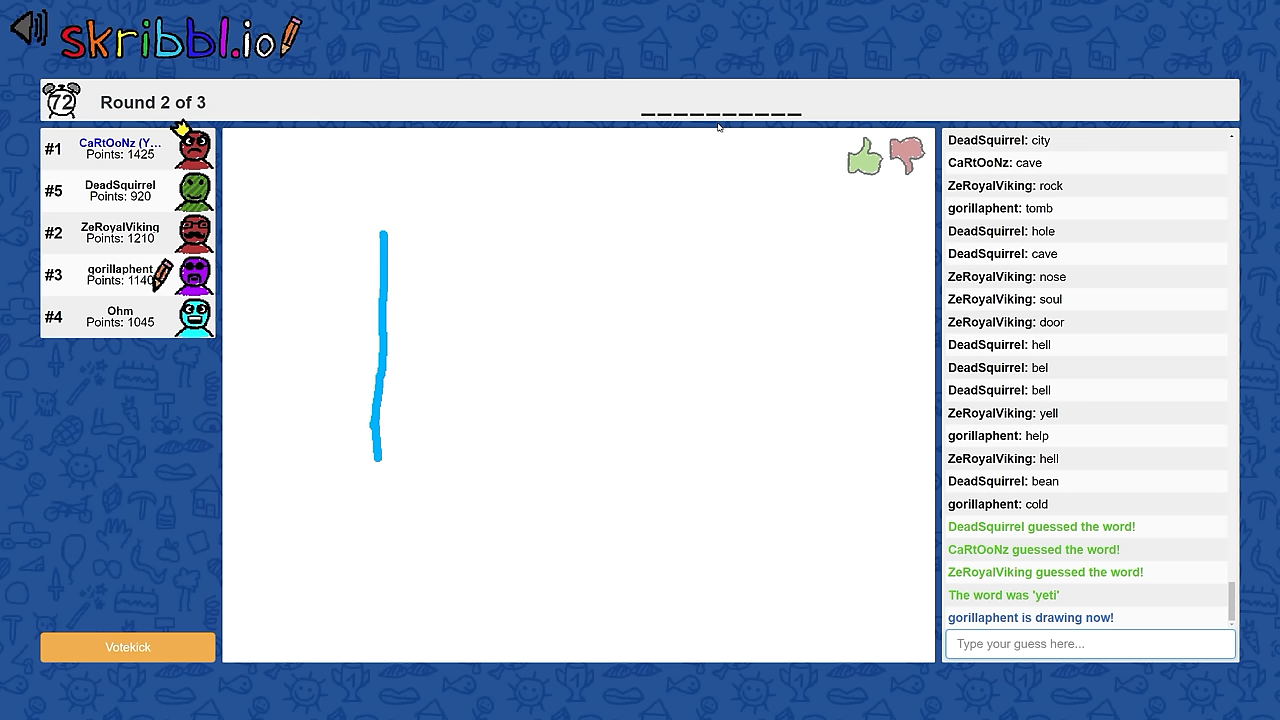 skribbl.io
72
Round 2 of 3
__________
#1
CaRtOoNz (Y...
Points: 1425
#5
DeadSquirrel
Points: 920
#2
ZeRoyalViking
Points: 1210
#3
gorillaphent
Points: 1140
#4
Ohm
Points: 1045
Votekick
DeadSquirrel: city
CaRtOoNz: cave
ZeRoyalViking: rock
gorillaphent: tomb
DeadSquirrel: hole
DeadSquirrel: cave
ZeRoyalViking: nose
ZeRoyalViking: soul
ZeRoyalViking: door
DeadSquirrel: hell
DeadSquirrel: bel
DeadSquirrel: bell
ZeRoyalViking: yell
gorillaphent: help
ZeRoyalViking: hell
DeadSquirrel: bean
gorillaphent: cold
DeadSquirrel guessed the word!
CaRtOoNz guessed the word!
ZeRoyalViking guessed the word!
The word was 'yeti'
gorillaphent is drawing now!
Type your guess here...